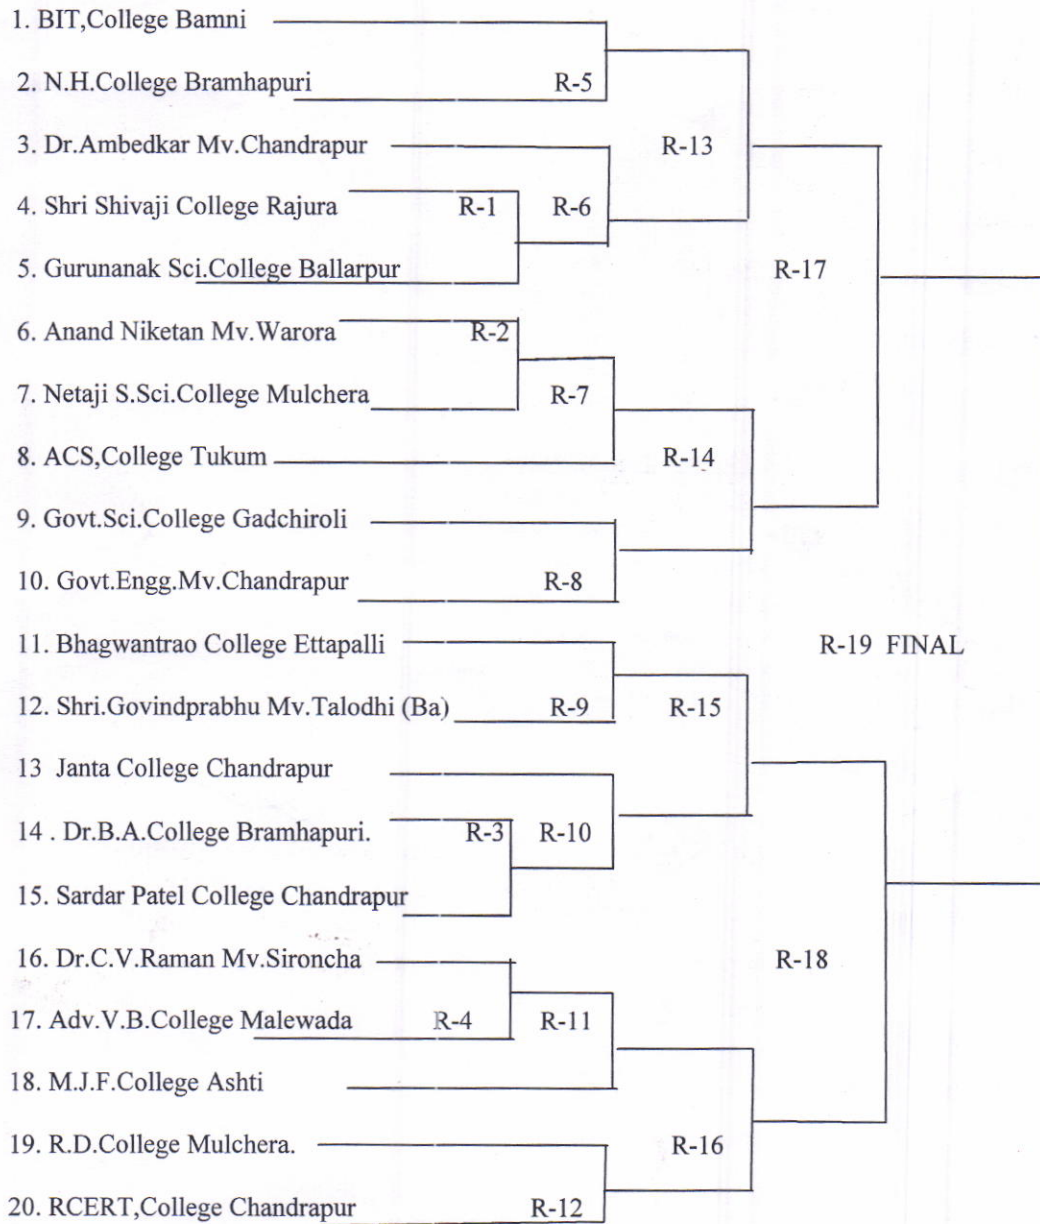 1. BIT,College Bamni
2. N.H.College Bramhapuri R-5
3. Dr.Ambedkar Mv.Chandrapur R-13
4. Shri Shivaji College Rajura R-1 R-6
5. Gurunanak Sci.College Ballarpur R-17
6. Anand Niketan Mv.Warora R-2
7. Netaji S.Sci.College Mulchera R-7
8. ACS,College Tukum R-14
9. Govt.Sci.College Gadchiroli
10. Govt.Engg.Mv.Chandrapur R-8
11. Bhagwantrao College Ettapalli R-19 FINAL
12. Shri.Govindprabhu Mv.Talodhi (Ba) R-9 R-15
13 Janta College Chandrapur
14 . Dr.B.A.College Bramhapuri. R-3 R-10
15. Sardar Patel College Chandrapur
16. Dr.C.V.Raman Mv.Sironcha R-18
17. Adv.V.B.College Malewada R-4 R-11
18. M.J.F.College Ashti
19. R.D.College Mulchera. R-16
20. RCERT,College Chandrapur R-12